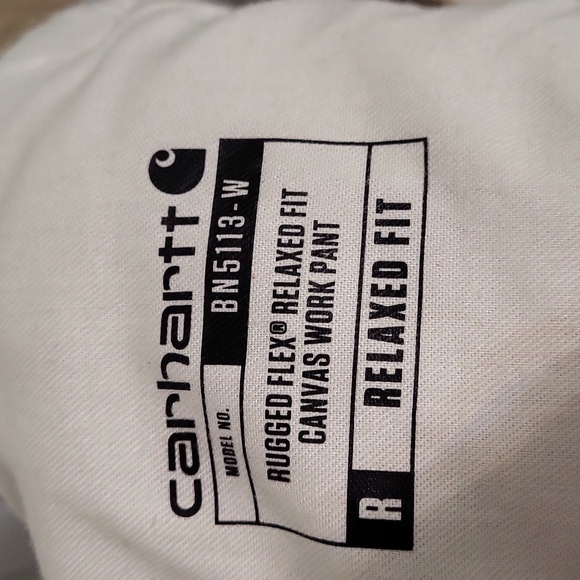 carhartt
MODEL NO. BN5113-W
RUGGED FLEX® RELAXED FIT
CANVAS WORK PANT
R RELAXED FIT